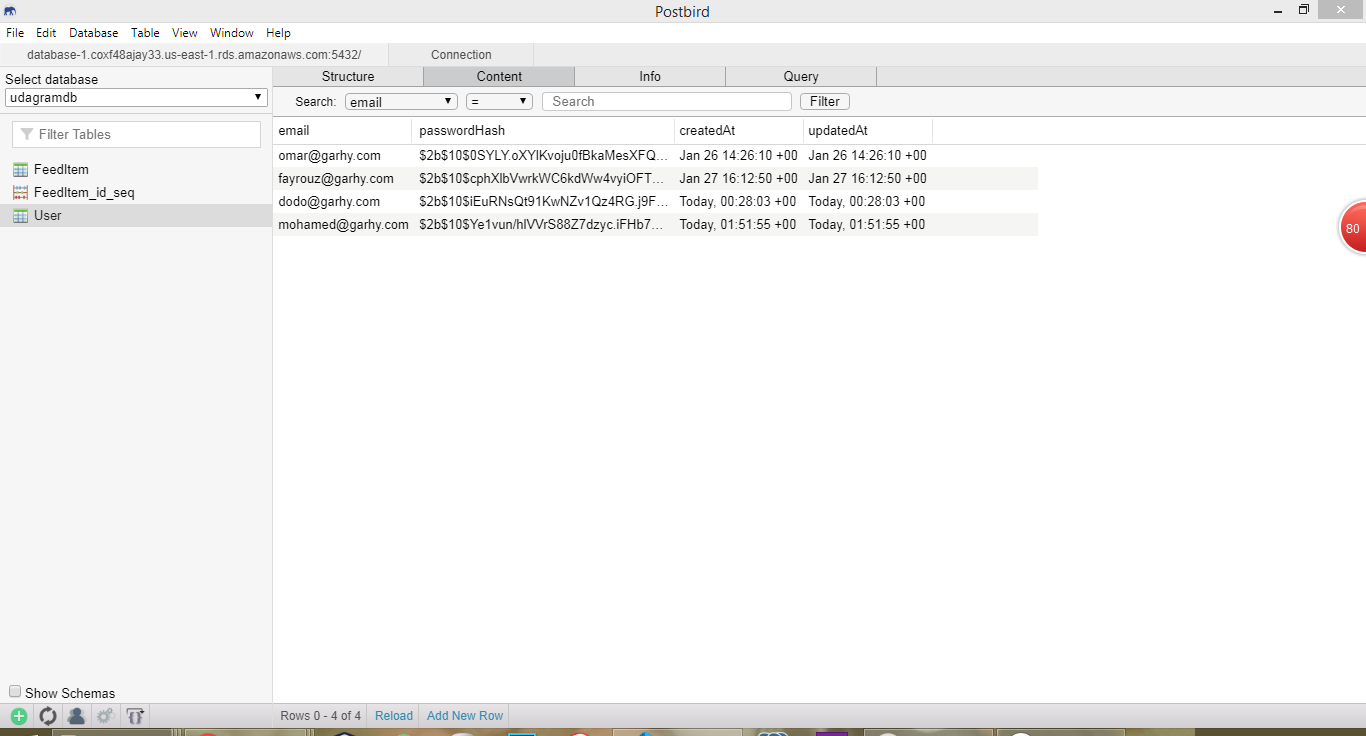 Postbird
File Edit Database Table View Window Help
database-1.coxf48ajay33.us-east-1.rds.amazonaws.com:5432/ Connection
Select database
udagramdb
Filter Tables
FeedItem
FeedItem_id_seq
User
Show Schemas
Structure Content Info Query
Search: email = Search Filter
email passwordHash createdAt updatedAt
omar@garhy.com $2b$10$0SYLY.oXYIKvoju0fBkaMesXFQ... Jan 26 14:26:10 +00 Jan 26 14:26:10 +00
fayrouz@garhy.com $2b$10$cphXlbVwrkWC6kdWw4vyiOFT... Jan 27 16:12:50 +00 Jan 27 16:12:50 +00
dodo@garhy.com $2b$10$iEuRNsQt91KwNZv1Qz4RG.j9F... Today, 00:28:03 +00 Today, 00:28:03 +00
mohamed@garhy.com $2b$10$Ye1vun/hlVVrS88Z7dzyc.iFHb7... Today, 01:51:55 +00 Today, 01:51:55 +00
80
Rows 0 - 4 of 4 Reload Add New Row